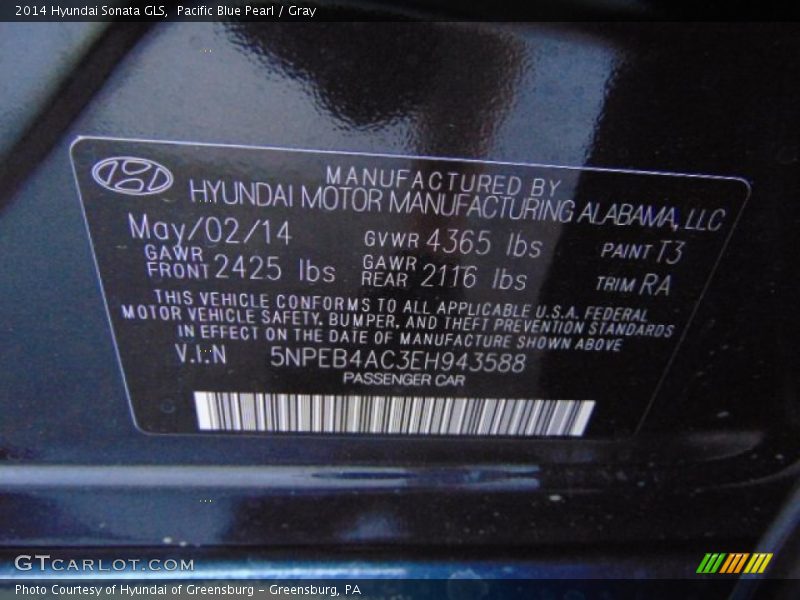 2014 Hyundai Sonata GLS, Pacific Blue Pearl / Gray
MANUFACTURED BY
HYUNDAI MOTOR MANUFACTURING ALABAMA, LLC
May/02/14 GVWR 4365 lbs PAINT T3
GAWR FRONT 2425 lbs GAWR REAR 2116 lbs TRIM RA
THIS VEHICLE CONFORMS TO ALL APPLICABLE U.S.A. FEDERAL
MOTOR VEHICLE SAFETY, BUMPER, AND THEFT PREVENTION STANDARDS
IN EFFECT ON THE DATE OF MANUFACTURE SHOWN ABOVE
V.I.N 5NPEB4AC3EH943588
PASSENGER CAR
GTCARLOT.COM
Photo Courtesy of Hyundai of Greensburg - Greensburg, PA